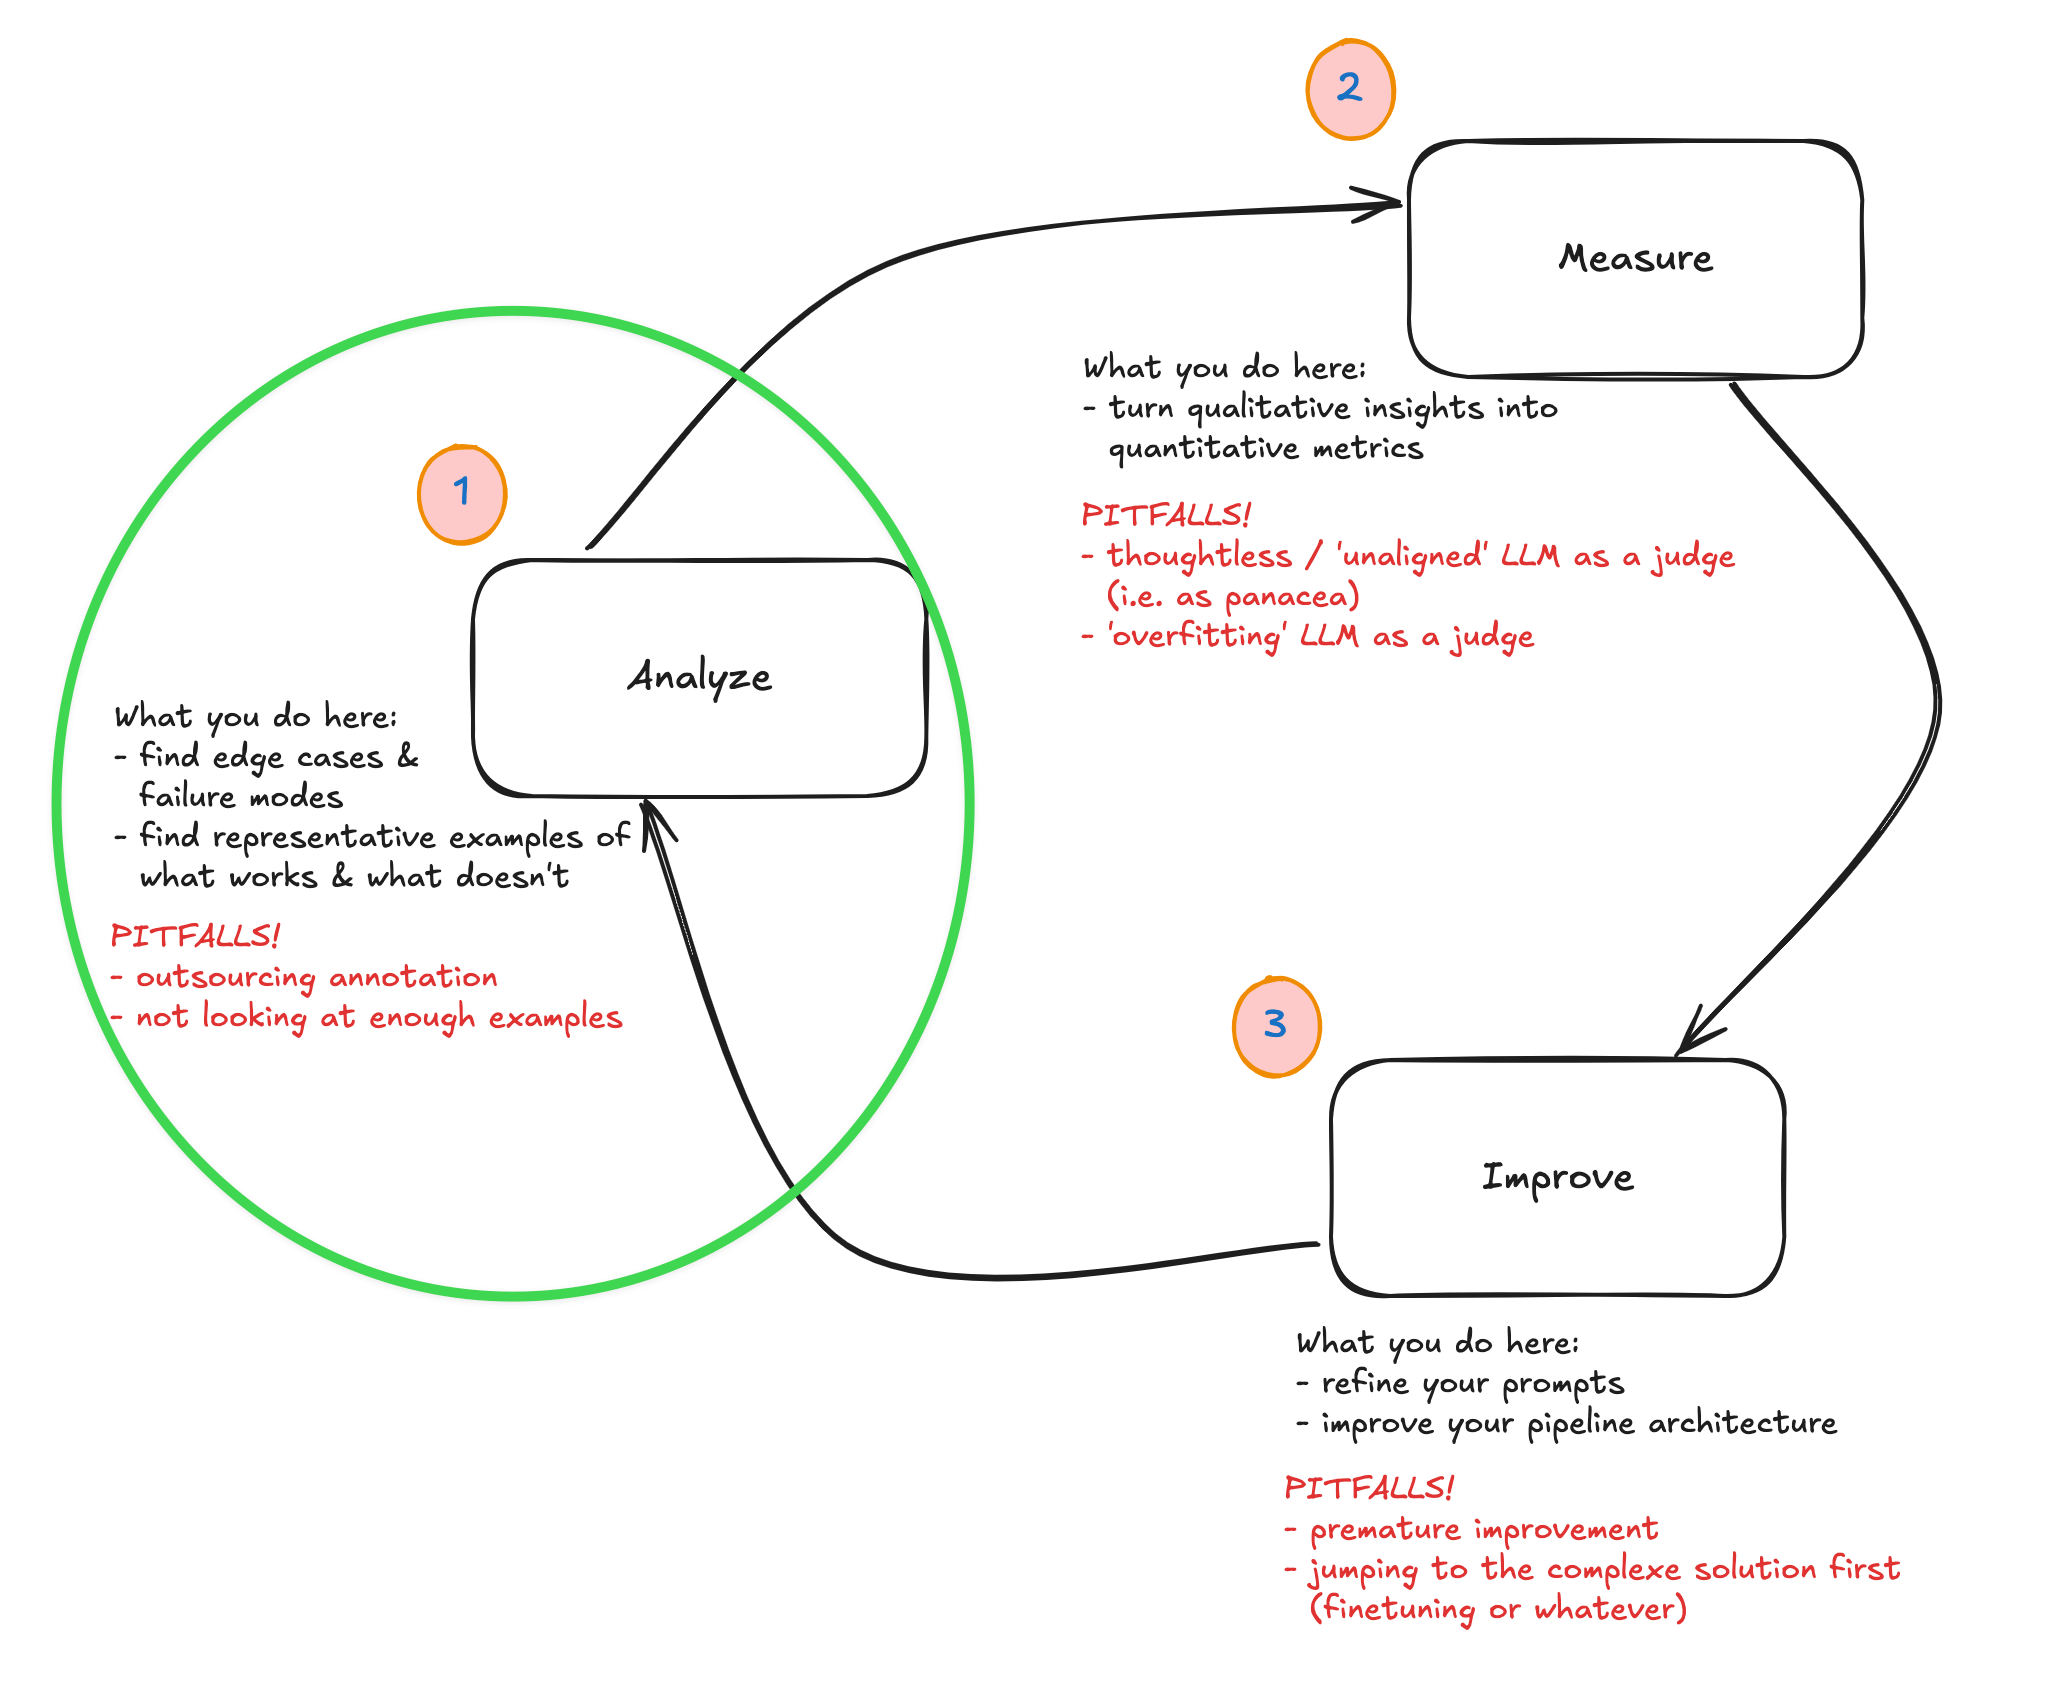 1
Analyze
What you do here:
- find edge cases &
failure modes
- find representative examples of
what works & what doesn't
PITFALLS!
- outsourcing annotation
- not looking at enough examples
2
Measure
What you do here:
- turn qualitative insights into
quantitative metrics
PITFALLS!
- thoughtless / 'unaligned' LLM as a judge
(i.e. as panacea)
- 'overfitting' LLM as a judge
3
Improve
What you do here:
- refine your prompts
- improve your pipeline architecture
PITFALLS!
- premature improvement
- jumping to the complexe solution first
(finetuning or whatever)